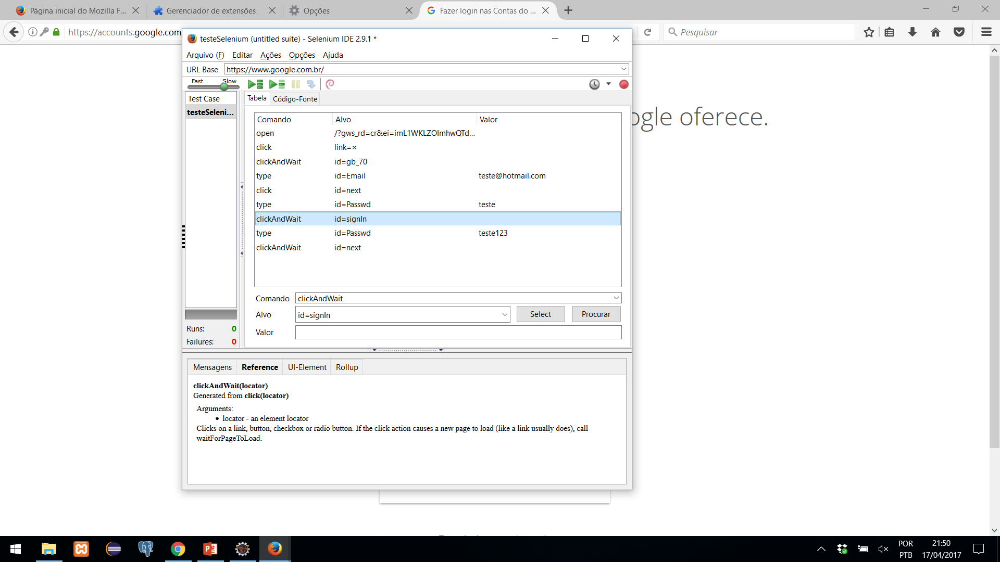 Página inicial do Mozilla F...
Gerenciador de extensões
Opções
Fazer login nas Contas do ...
https://accounts.google.com
Pesquisar
testeSelenium (untitled suite) - Selenium IDE 2.9.1 *
Arquivo (F) Editar Ações Opções Ajuda
URL Base https://www.google.com.br/
Fast Slow
Test Case
testeSeleni...
Tabela Código-Fonte
Comando Alvo Valor
open /?gws_rd=cr&ei=imL1WKLZOImhwQTd...
click link=×
clickAndWait id=gb_70
type id=Email teste@hotmail.com
click id=next
type id=Passwd teste
clickAndWait id=signIn
type id=Passwd teste123
clickAndWait id=next
Comando clickAndWait
Alvo id=signIn Select Procurar
Valor
Runs: 0
Failures: 0
Mensagens Reference UI-Element Rollup
clickAndWait(locator)
Generated from click(locator)
Arguments:
• locator - an element locator
Clicks on a link, button, checkbox or radio button. If the click action causes a new page to load (like a link usually does), call
waitForPageToLoad.
ogle oferece.
POR
PTB
21:50
17/04/2017